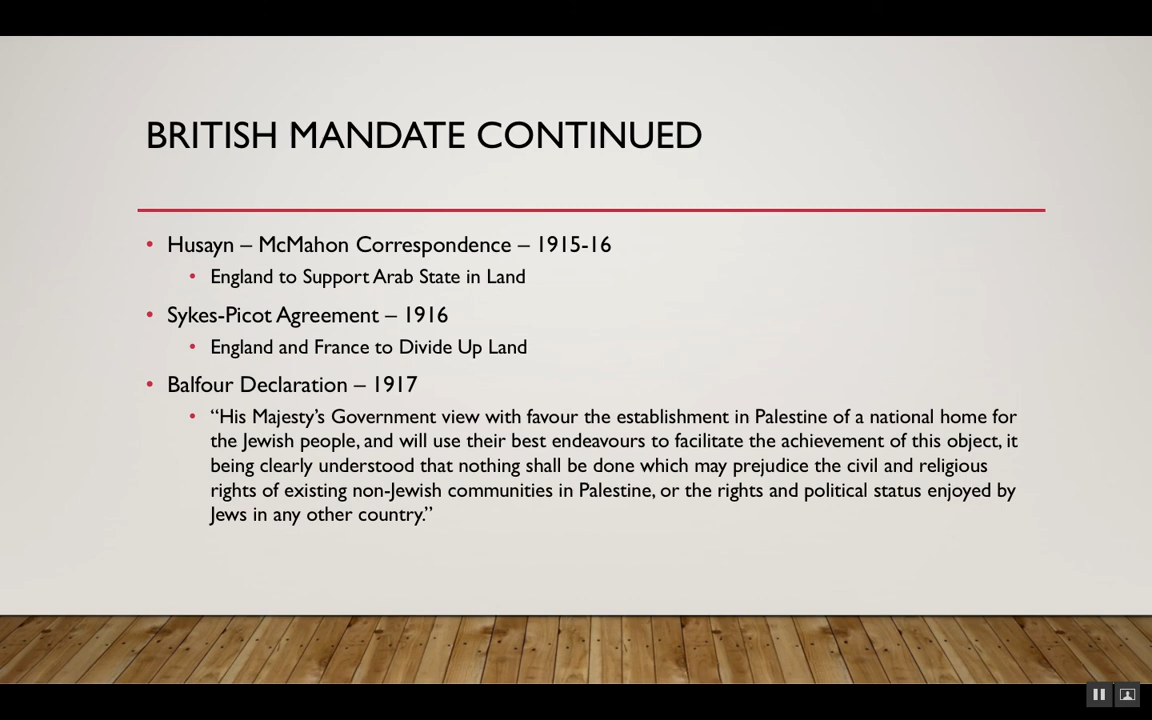 BRITISH MANDATE CONTINUED
• Husayn – McMahon Correspondence – 1915-16
• England to Support Arab State in Land
• Sykes-Picot Agreement – 1916
• England and France to Divide Up Land
• Balfour Declaration – 1917
• “His Majesty’s Government view with favour the establishment in Palestine of a national home for
the Jewish people, and will use their best endeavours to facilitate the achievement of this object, it
being clearly understood that nothing shall be done which may prejudice the civil and religious
rights of existing non-Jewish communities in Palestine, or the rights and political status enjoyed by
Jews in any other country.”